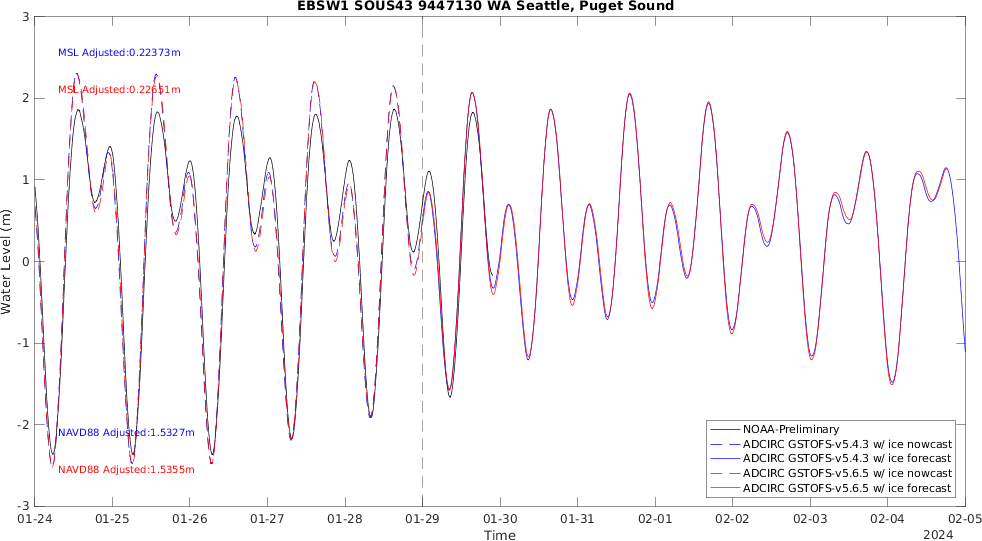 EBSW1 SOUS43 9447130 WA Seattle, Puget Sound
3
2
1
0
-1
-2
-3
Water Level (m)
MSL Adjusted:0.22373m
MSL Adjusted:0.22651m
NAVD88 Adjusted:1.5327m
NAVD88 Adjusted:1.5355m
NOAA-Preliminary
ADCIRC GSTOFS-v5.4.3 w/ ice nowcast
ADCIRC GSTOFS-v5.4.3 w/ ice forecast
ADCIRC GSTOFS-v5.6.5 w/ ice nowcast
ADCIRC GSTOFS-v5.6.5 w/ ice forecast
01-24 01-25 01-26 01-27 01-28 01-29 01-30 01-31 02-01 02-02 02-03 02-04 02-05
Time
2024